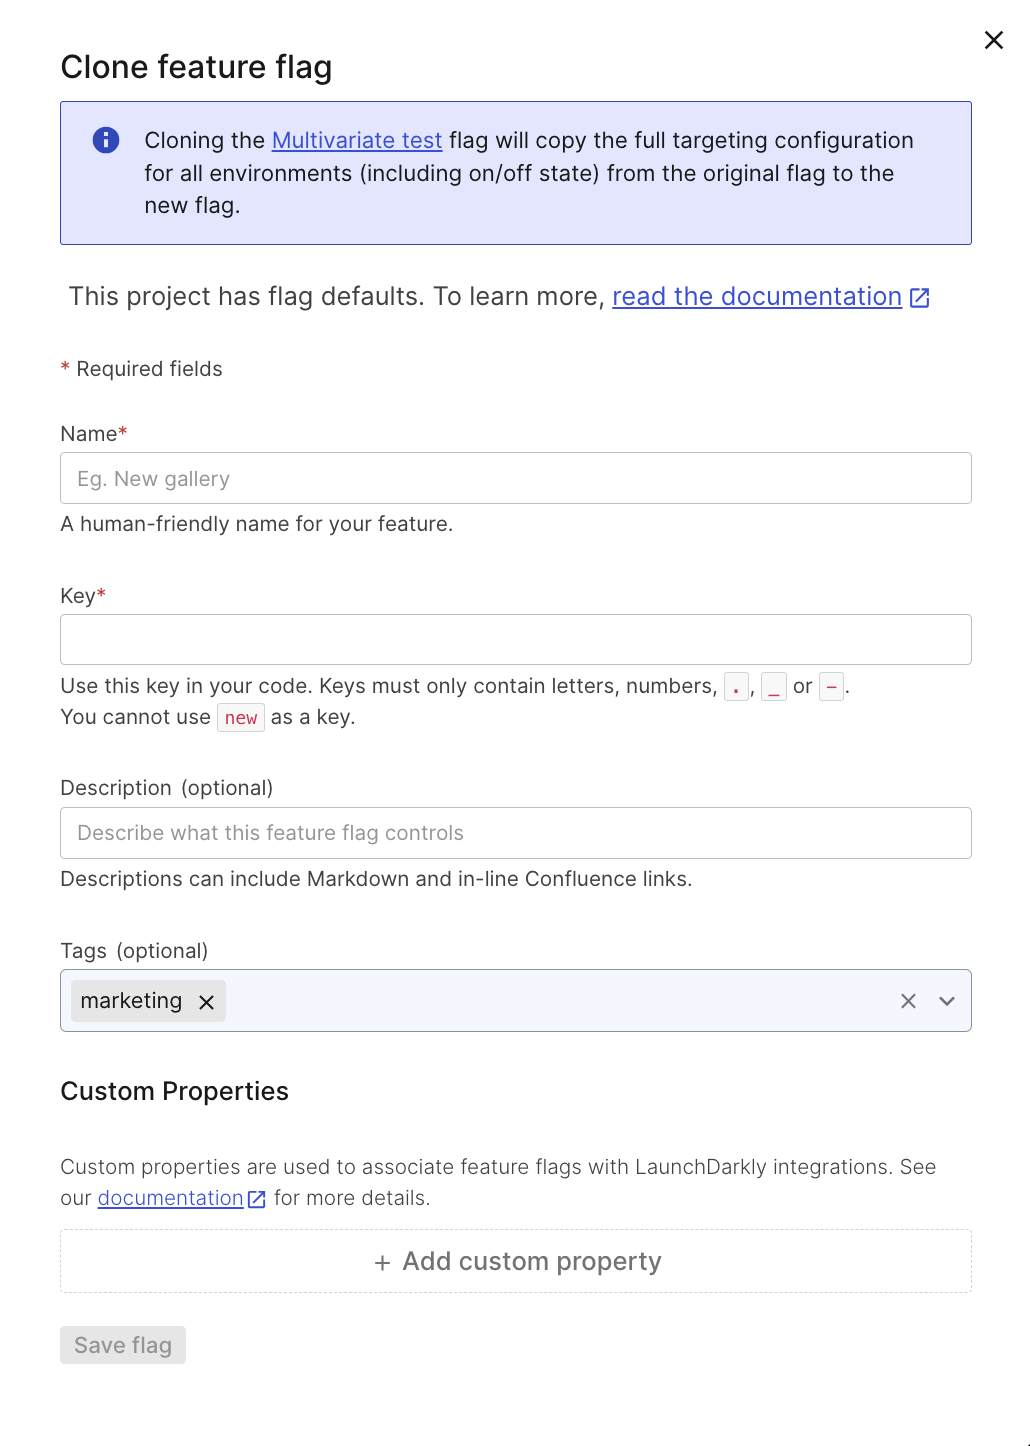 Clone feature flag
Cloning the Multivariate test flag will copy the full targeting configuration
for all environments (including on/off state) from the original flag to the
new flag.
This project has flag defaults. To learn more, read the documentation
* Required fields
Name*
Eg. New gallery
A human-friendly name for your feature.
Key*
Use this key in your code. Keys must only contain letters, numbers, ., _ or -.
You cannot use new as a key.
Description (optional)
Describe what this feature flag controls
Descriptions can include Markdown and in-line Confluence links.
Tags (optional)
marketing
Custom Properties
Custom properties are used to associate feature flags with LaunchDarkly integrations. See
our documentation for more details.
+ Add custom property
Save flag